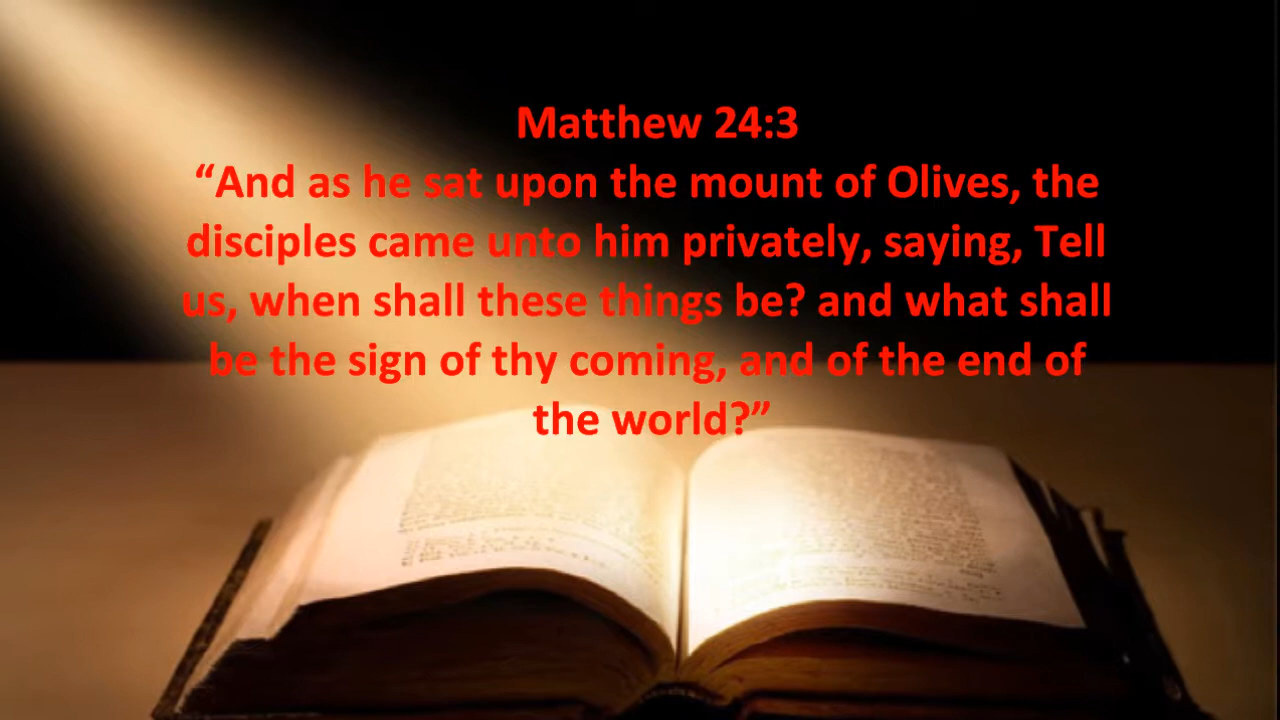 Matthew 24:3
“And as he sat upon the mount of Olives, the
disciples came unto him privately, saying, Tell
us, when shall these things be? and what shall
be the sign of thy coming, and of the end of
the world?”